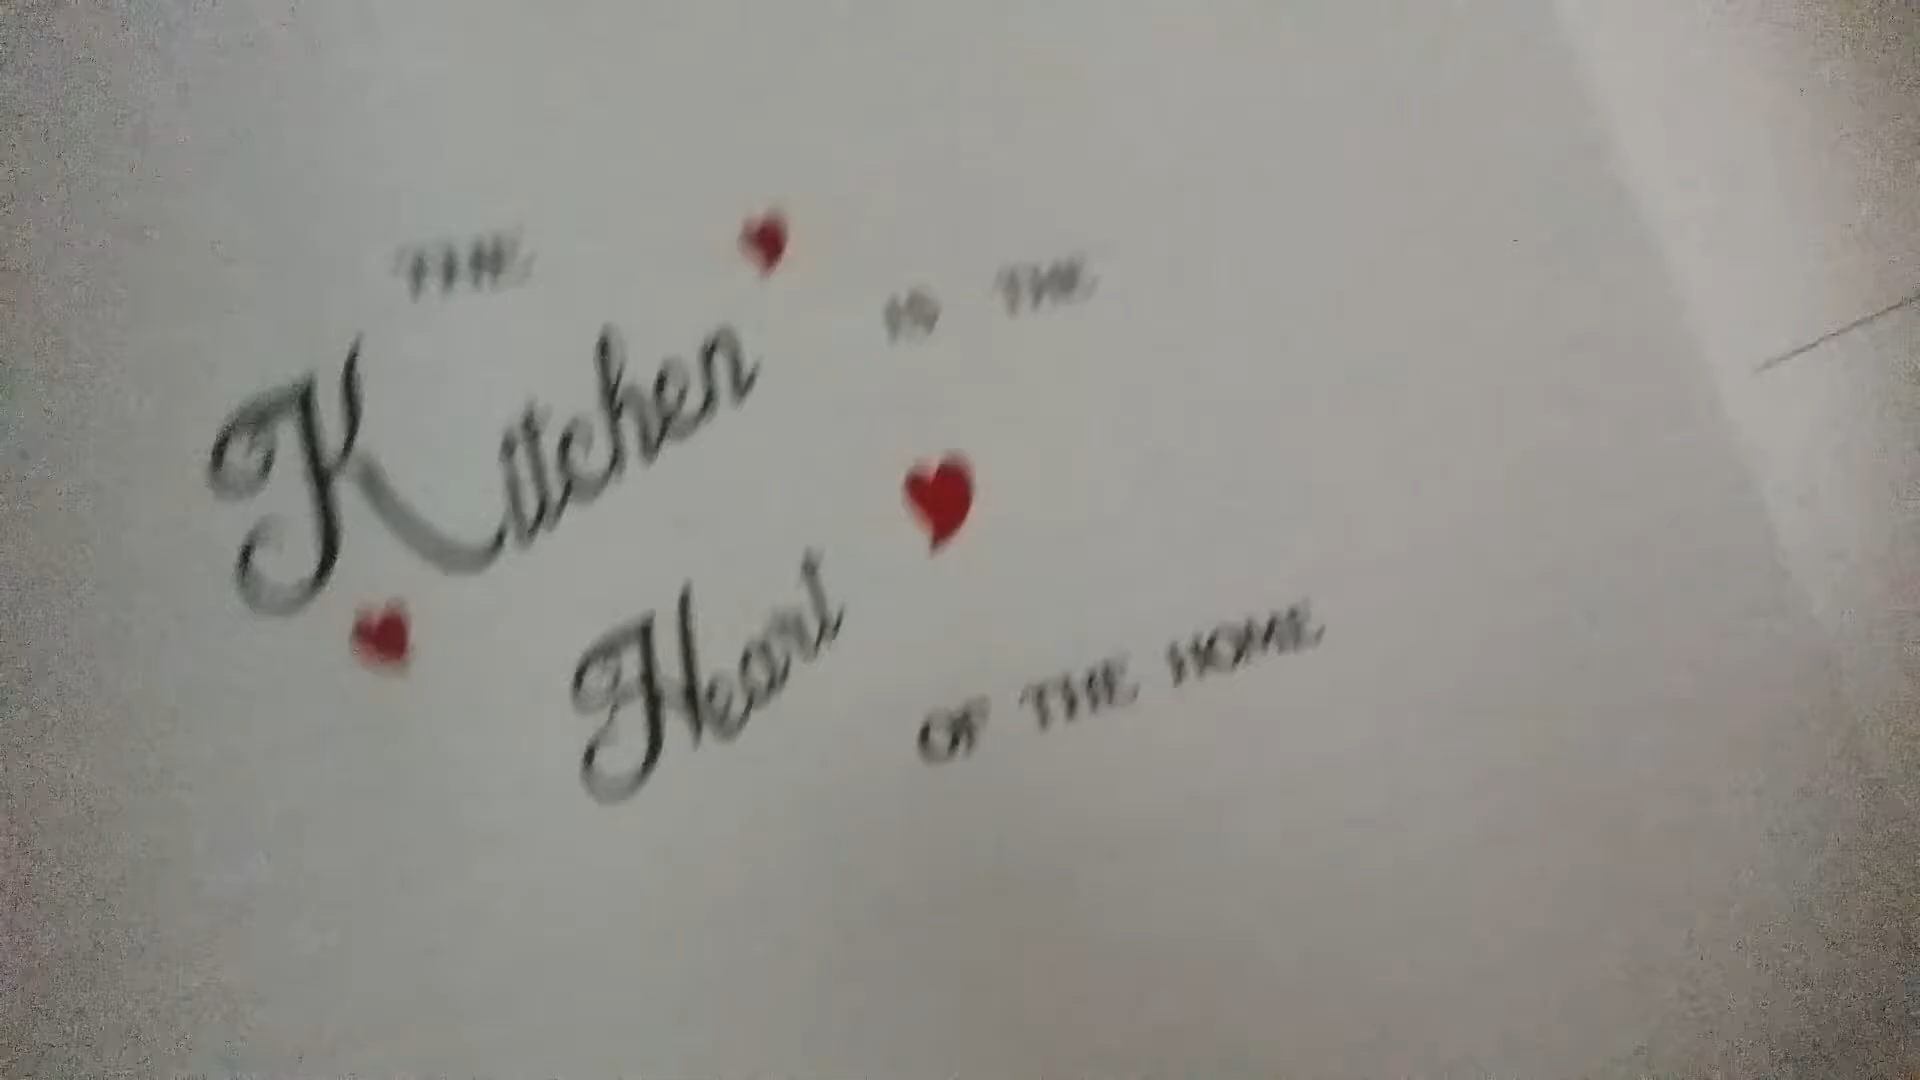 THE
Kitchen
IS THE
Heart
OF THE HOME